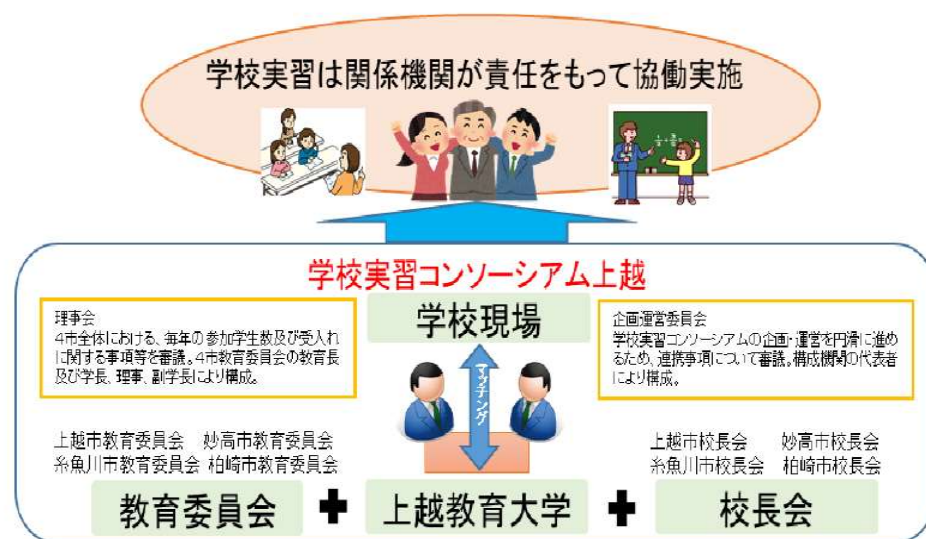 学校実習は関係機関が責任をもって協働実施
学校実習コンソーシアム上越
理事会
4市全体における、毎年の参加学生数及び受入れ
に関する事項等を審議。4市教育委員会の教育長
及び学長、理事、副学長により構成。
学校現場
マッチング
企画運営委員会
学校実習コンソーシアムの企画・運営を円滑に進め
るため、連携事項について審議。構成機関の代表者
により構成。
上越市教育委員会 妙高市教育委員会
糸魚川市教育委員会 柏崎市教育委員会
上越市校長会 妙高市校長会
糸魚川市校長会 柏崎市校長会
教育委員会 + 上越教育大学 + 校長会